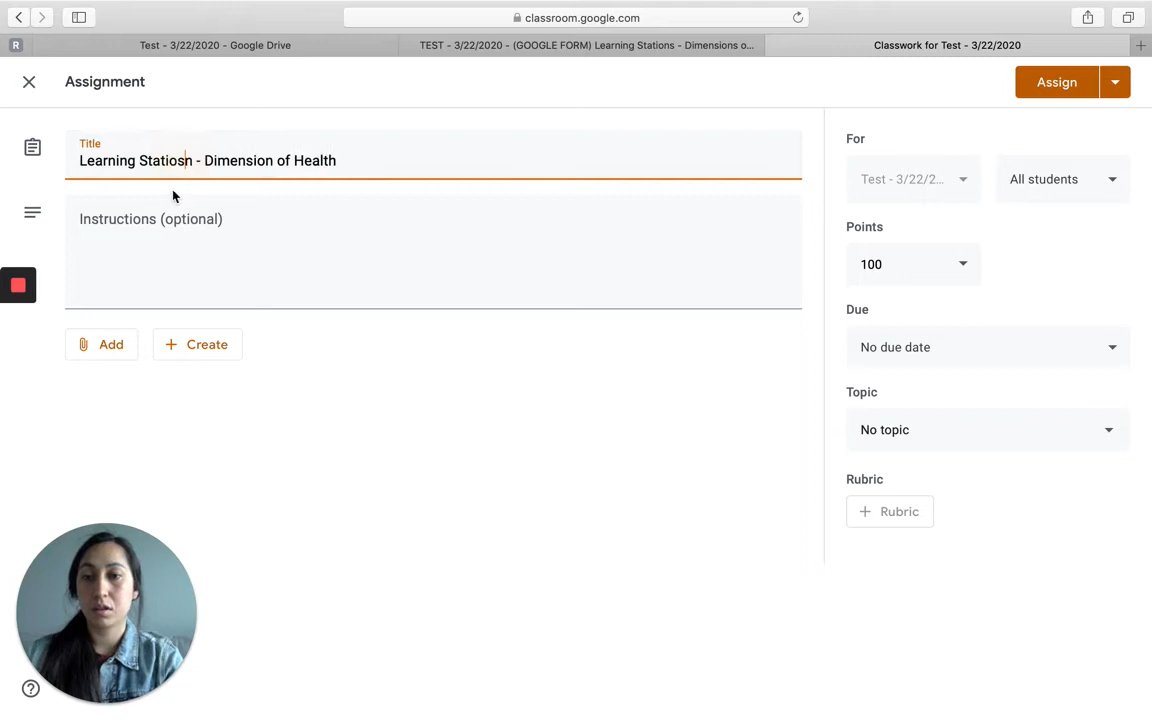 classroom.google.com
R
Test - 3/22/2020 - Google Drive
TEST - 3/22/2020 - (GOOGLE FORM) Learning Stations - Dimensions o...
Classwork for Test - 3/22/2020
Assignment
Assign
Title
Learning Statiosn - Dimension of Health
Instructions (optional)
Add
Create
For
Test - 3/22/2...
All students
Points
100
Due
No due date
Topic
No topic
Rubric
Rubric